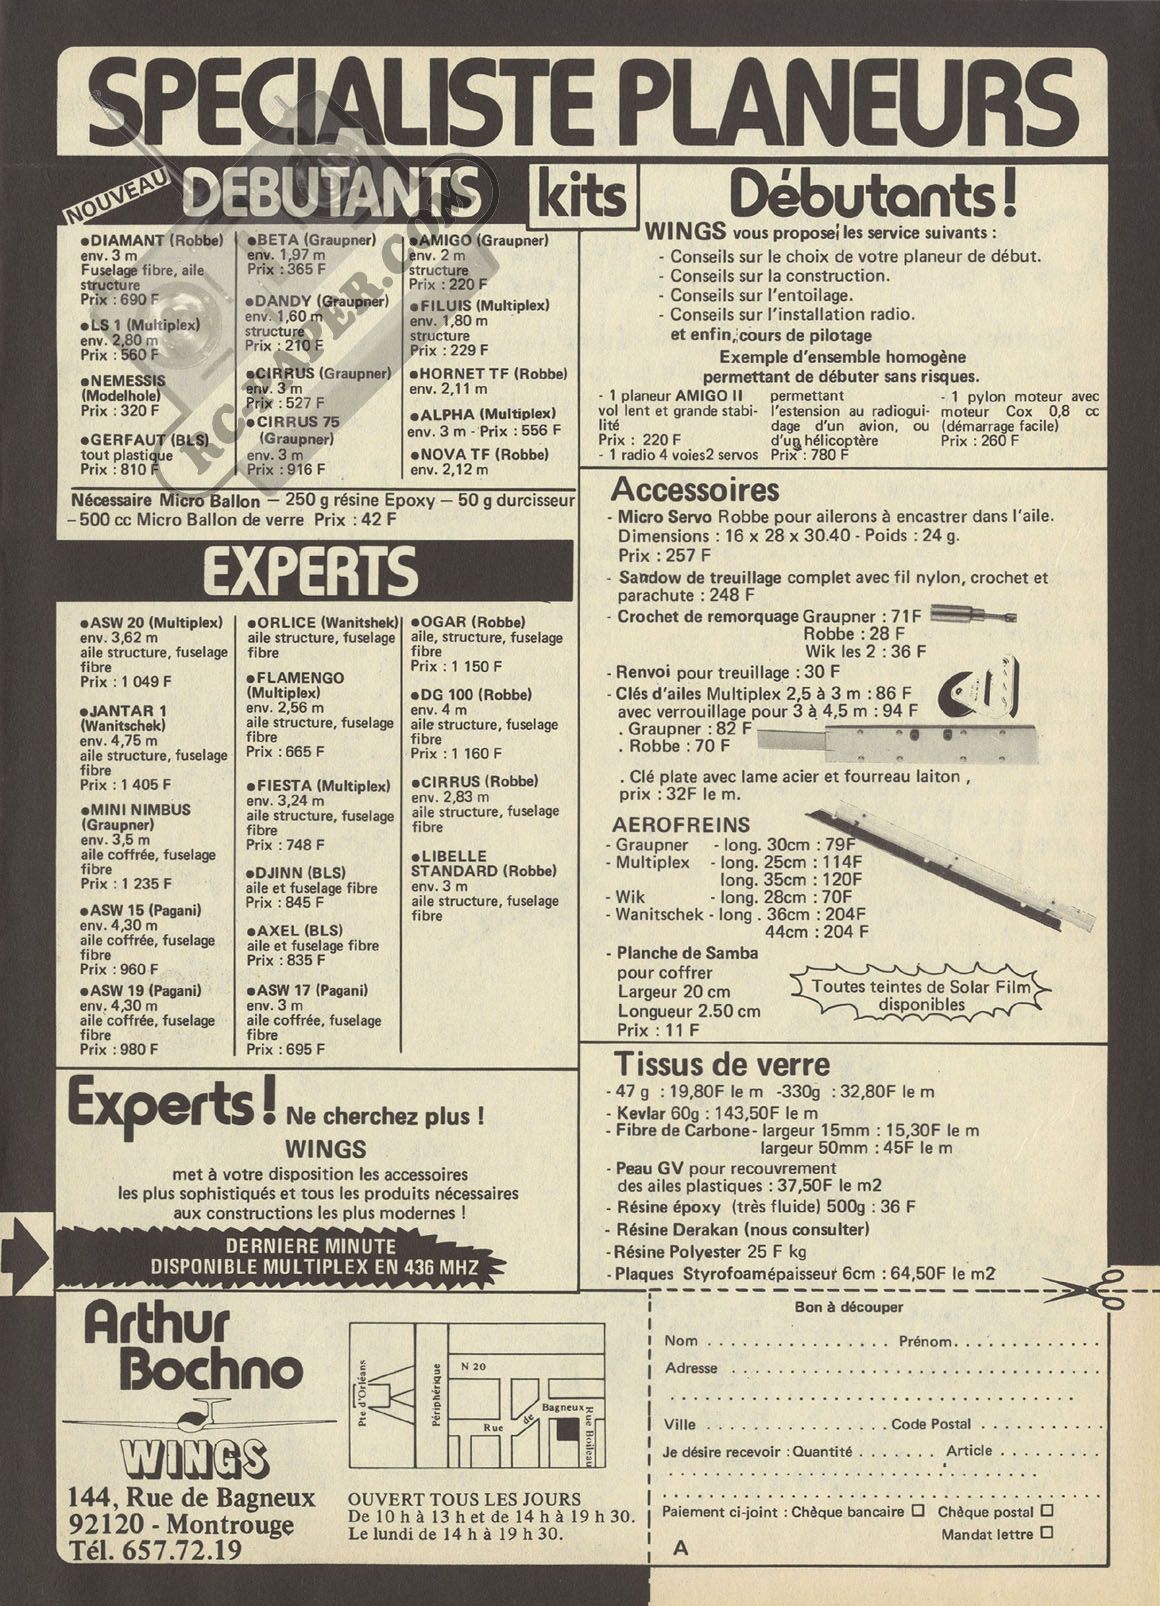 SPECIALISTE PLANEURS
NOUVEAU
DEBUTANTS
kits
●DIAMANT (Robbe)
env. 3 m
Fuselage fibre, aile
structure
Prix : 690 F
●LS 1 (Multiplex)
env. 2,80 m
Prix : 560 F
●NEMESSIS
(Modelhole)
Prix : 320 F
●GERFAUT (BLS)
tout plastique
Prix : 810 F
●BETA (Graupner)
env. 1,97 m
Prix : 365 F
●DANDY (Graupner)
env. 1,60 m
structure
Prix : 210 F
●CIRRUS (Graupner)
env. 3 m
Prix : 527 F
●CIRRUS 75
(Graupner)
env. 3 m
Prix : 916 F
●AMIGO (Graupner)
env. 2 m
structure
Prix : 220 F
●FILUIS (Multiplex)
env. 1,80 m
structure
Prix : 229 F
●HORNET TF (Robbe)
env. 2,11 m
●ALPHA (Multiplex)
env. 3 m - Prix : 556 F
●NOVA TF (Robbe)
env. 2,12 m
RC-PAPER.COM
Nécessaire Micro Ballon — 250 g résine Epoxy — 50 g durcisseur
– 500 cc Micro Ballon de verre Prix : 42 F
EXPERTS
●ASW 20 (Multiplex)
env. 3,62 m
aile structure, fuselage
fibre
Prix : 1 049 F
●JANTAR 1
(Wanitschek)
env. 4,75 m
aile structure, fuselage
fibre
Prix : 1 405 F
●MINI NIMBUS
(Graupner)
env. 3,5 m
aile coffrée, fuselage
fibre
Prix : 1 235 F
●ASW 15 (Pagani)
env. 4,30 m
aile coffrée, fuselage
fibre
Prix : 960 F
●ASW 19 (Pagani)
env. 4,30 m
aile coffrée, fuselage
fibre
Prix : 980 F
●ORLICE (Wanitshek)
aile structure, fuselage
fibre
●FLAMENGO
(Multiplex)
env. 2,56 m
aile structure, fuselage
fibre
Prix : 665 F
●FIESTA (Multiplex)
env. 3,24 m
aile structure, fuselage
fibre
Prix : 748 F
●DJINN (BLS)
aile et fuselage fibre
Prix : 845 F
●AXEL (BLS)
aile et fuselage fibre
Prix : 835 F
●ASW 17 (Pagani)
env. 3 m
aile coffrée, fuselage
fibre
Prix : 695 F
●OGAR (Robbe)
aile, structure, fuselage
fibre
Prix : 1 150 F
●DG 100 (Robbe)
env. 4 m
aile structure, fuselage
fibre
Prix : 1 160 F
●CIRRUS (Robbe)
env. 2,83 m
aile structure, fuselage
fibre
●LIBELLE
STANDARD (Robbe)
env. 3 m
aile structure, fuselage
fibre
Experts! Ne cherchez plus !
WINGS
met à votre disposition les accessoires
les plus sophistiqués et tous les produits nécessaires
aux constructions les plus modernes !
DERNIERE MINUTE
DISPONIBLE MULTIPLEX EN 436 MHZ
Débutants!
WINGS vous propose les service suivants :
- Conseils sur le choix de votre planeur de début.
- Conseils sur la construction.
- Conseils sur l'entoilage.
- Conseils sur l'installation radio.
et enfin, cours de pilotage
Exemple d'ensemble homogène
permettant de débuter sans risques.
- 1 planeur AMIGO II
vol lent et grande stabi-
lité
Prix : 220 F
- 1 radio 4 voies2 servos
permettant
l'estension au radiogui-
dage d'un avion, ou
d'un hélicoptère
Prix : 780 F
- 1 pylon moteur avec
moteur Cox 0,8 cc
(démarrage facile)
Prix : 260 F
Accessoires
- Micro Servo Robbe pour ailerons à encastrer dans l'aile.
Dimensions : 16 x 28 x 30.40 - Poids : 24 g.
Prix : 257 F
- Sandow de treuillage complet avec fil nylon, crochet et
parachute : 248 F
- Crochet de remorquage Graupner : 71F
Robbe : 28 F
Wik les 2 : 36 F
- Renvoi pour treuillage : 30 F
- Clés d'ailes Multiplex 2,5 à 3 m : 86 F
avec verrouillage pour 3 à 4,5 m : 94 F
. Graupner : 82 F
. Robbe : 70 F
. Clé plate avec lame acier et fourreau laiton ,
prix : 32F le m.
AEROFREINS
- Graupner - long. 30cm : 79F
- Multiplex - long. 25cm : 114F
long. 35cm : 120F
- Wik - long. 28cm : 70F
- Wanitschek - long . 36cm : 204F
44cm : 204 F
- Planche de Samba
pour coffrer
Largeur 20 cm
Longueur 2.50 cm
Prix : 11 F
Toutes teintes de Solar Film
disponibles
Tissus de verre
- 47 g : 19,80F le m -330g : 32,80F le m
- Kevlar 60g : 143,50F le m
- Fibre de Carbone- largeur 15mm : 15,30F le m
largeur 50mm : 45F le m
- Peau GV pour recouvrement
des ailes plastiques : 37,50F le m2
- Résine époxy (très fluide) 500g : 36 F
- Résine Derakan (nous consulter)
- Résine Polyester 25 F kg
- Plaques Styrofoamépaisseur 6cm : 64,50F le m2
Arthur
Bochno
WINGS
144, Rue de Bagneux
92120 - Montrouge
Tél. 657.72.19
Pte d'Orléans
Périphérique
N 20
Rue de Bagneux
Rue Boileau
OUVERT TOUS LES JOURS
De 10 h à 13 h et de 14 h à 19 h 30.
Le lundi de 14 h à 19 h 30.
Bon à découper
Nom . . . . . . . . . . . . . . . . Prénom. . . . . . . . . . . . .
Adresse . . . . . . . . . . . . . . . . . . . . . . . . . . . . . .
Ville . . . . . . . . . . . . . . . . Code Postal . . . . . . . . . .
Je désire recevoir : Quantité . . . . . . . Article . . . . . . . .
Paiement ci-joint : Chèque bancaire □ Chèque postal □
Mandat lettre □
A